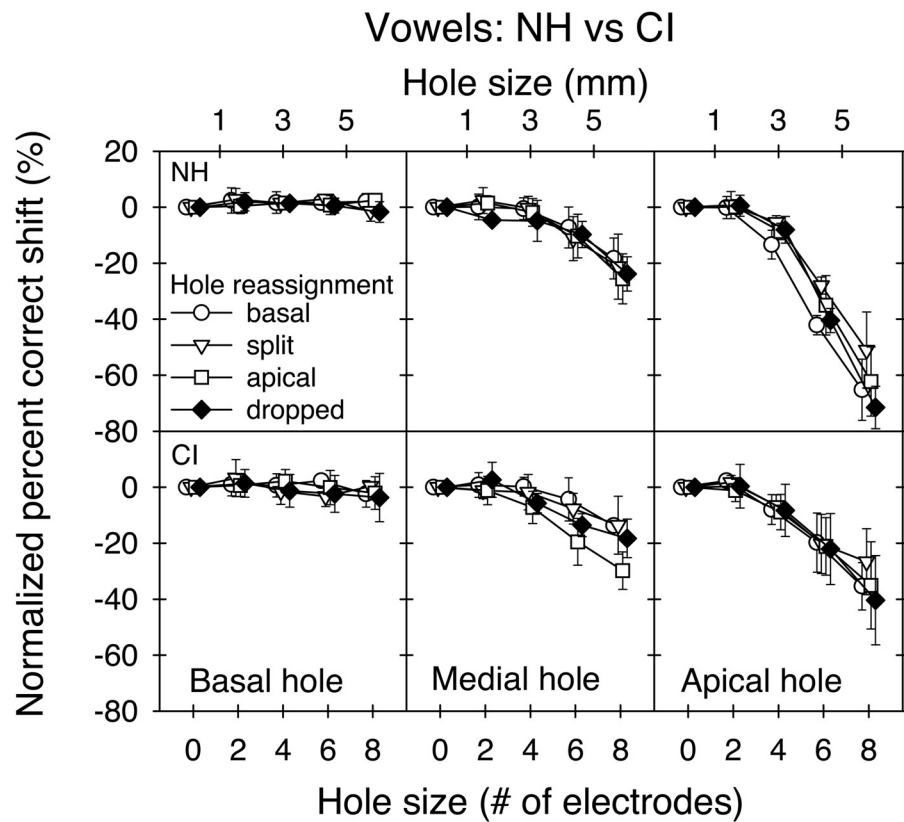 Vowels: NH vs CI
Hole size (mm)
1 3 5 1 3 5 1 3 5
Normalized percent correct shift (%)
20
0
-20
-40
-60
-80
NH
Hole reassignment
basal
split
apical
dropped
0
-20
-40
-60
-80
CI
Basal hole Medial hole Apical hole
0 2 4 6 8 0 2 4 6 8 0 2 4 6 8
Hole size (# of electrodes)